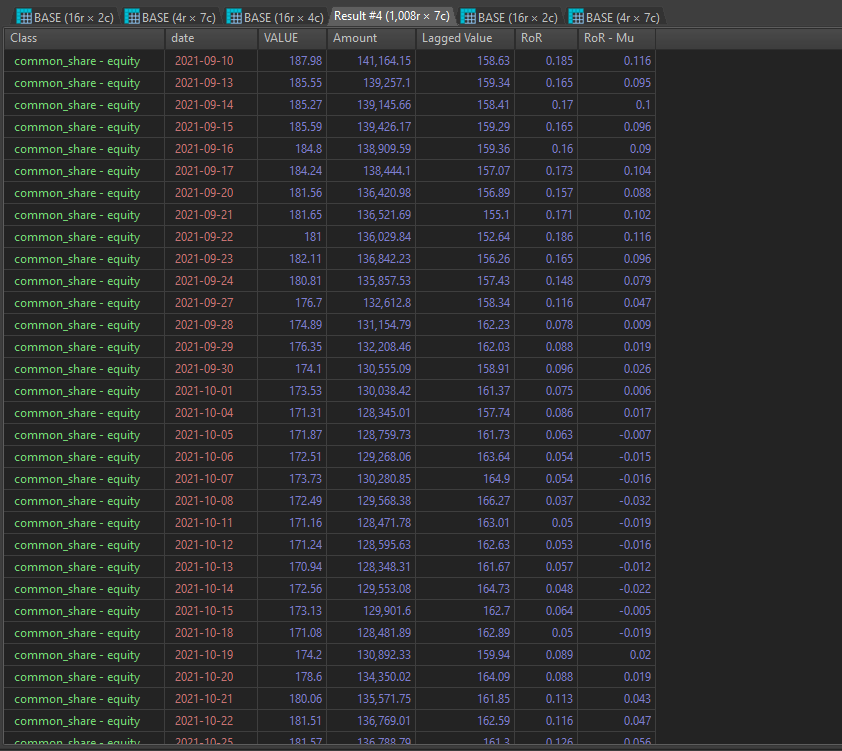 BASE (16r × 2c) BASE (4r × 7c) BASE (16r × 4c) Result #4 (1,008r × 7c) BASE (16r × 2c) BASE (4r × 7c)
Class date VALUE Amount Lagged Value RoR RoR - Mu
common_share - equity 2021-09-10 187.98 141,164.15 158.63 0.185 0.116
common_share - equity 2021-09-13 185.55 139,257.1 159.34 0.165 0.095
common_share - equity 2021-09-14 185.27 139,145.66 158.41 0.17 0.1
common_share - equity 2021-09-15 185.59 139,426.17 159.29 0.165 0.096
common_share - equity 2021-09-16 184.8 138,909.59 159.36 0.16 0.09
common_share - equity 2021-09-17 184.24 138,444.1 157.07 0.173 0.104
common_share - equity 2021-09-20 181.56 136,420.98 156.89 0.157 0.088
common_share - equity 2021-09-21 181.65 136,521.69 155.1 0.171 0.102
common_share - equity 2021-09-22 181 136,029.84 152.64 0.186 0.116
common_share - equity 2021-09-23 182.11 136,842.23 156.26 0.165 0.096
common_share - equity 2021-09-24 180.81 135,857.53 157.43 0.148 0.079
common_share - equity 2021-09-27 176.7 132,612.8 158.34 0.116 0.047
common_share - equity 2021-09-28 174.89 131,154.79 162.23 0.078 0.009
common_share - equity 2021-09-29 176.35 132,208.46 162.03 0.088 0.019
common_share - equity 2021-09-30 174.1 130,555.09 158.91 0.096 0.026
common_share - equity 2021-10-01 173.53 130,038.42 161.37 0.075 0.006
common_share - equity 2021-10-04 171.31 128,345.01 157.74 0.086 0.017
common_share - equity 2021-10-05 171.87 128,759.73 161.73 0.063 -0.007
common_share - equity 2021-10-06 172.51 129,268.06 163.64 0.054 -0.015
common_share - equity 2021-10-07 173.73 130,280.85 164.9 0.054 -0.016
common_share - equity 2021-10-08 172.49 129,568.38 166.27 0.037 -0.032
common_share - equity 2021-10-11 171.16 128,471.78 163.01 0.05 -0.019
common_share - equity 2021-10-12 171.24 128,595.63 162.63 0.053 -0.016
common_share - equity 2021-10-13 170.94 128,348.31 161.67 0.057 -0.012
common_share - equity 2021-10-14 172.56 129,553.08 164.73 0.048 -0.022
common_share - equity 2021-10-15 173.13 129,901.6 162.7 0.064 -0.005
common_share - equity 2021-10-18 171.08 128,481.89 162.89 0.05 -0.019
common_share - equity 2021-10-19 174.2 130,892.33 159.94 0.089 0.02
common_share - equity 2021-10-20 178.6 134,350.02 164.09 0.088 0.019
common_share - equity 2021-10-21 180.06 135,571.75 161.85 0.113 0.043
common_share - equity 2021-10-22 181.51 136,769.01 162.59 0.116 0.047
common_share - equity 2021-10-25 181.57 136,788.79 161.3 0.126 0.056